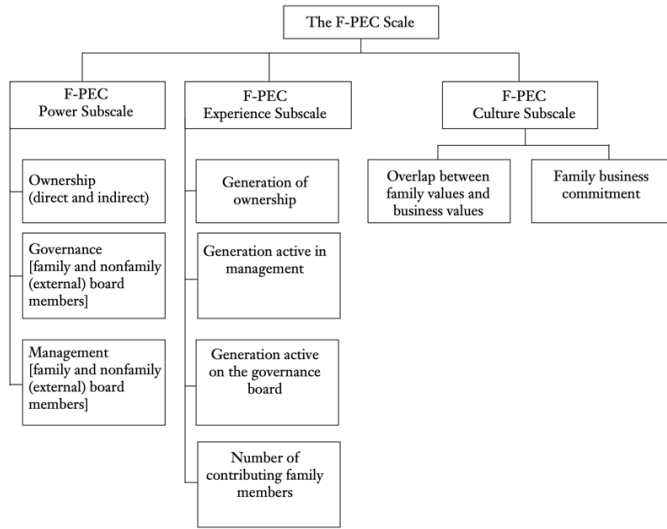 The F-PEC Scale
F-PEC
Power Subscale
F-PEC
Experience Subscale
F-PEC
Culture Subscale
Ownership
(direct and indirect)
Generation of
ownership
Overlap between
family values and
business values
Family business
commitment
Governance
[family and nonfamily
(external) board
members]
Generation active in
management
Management
[family and nonfamily
(external) board
members]
Generation active
on the governance
board
Number of
contributing family
members